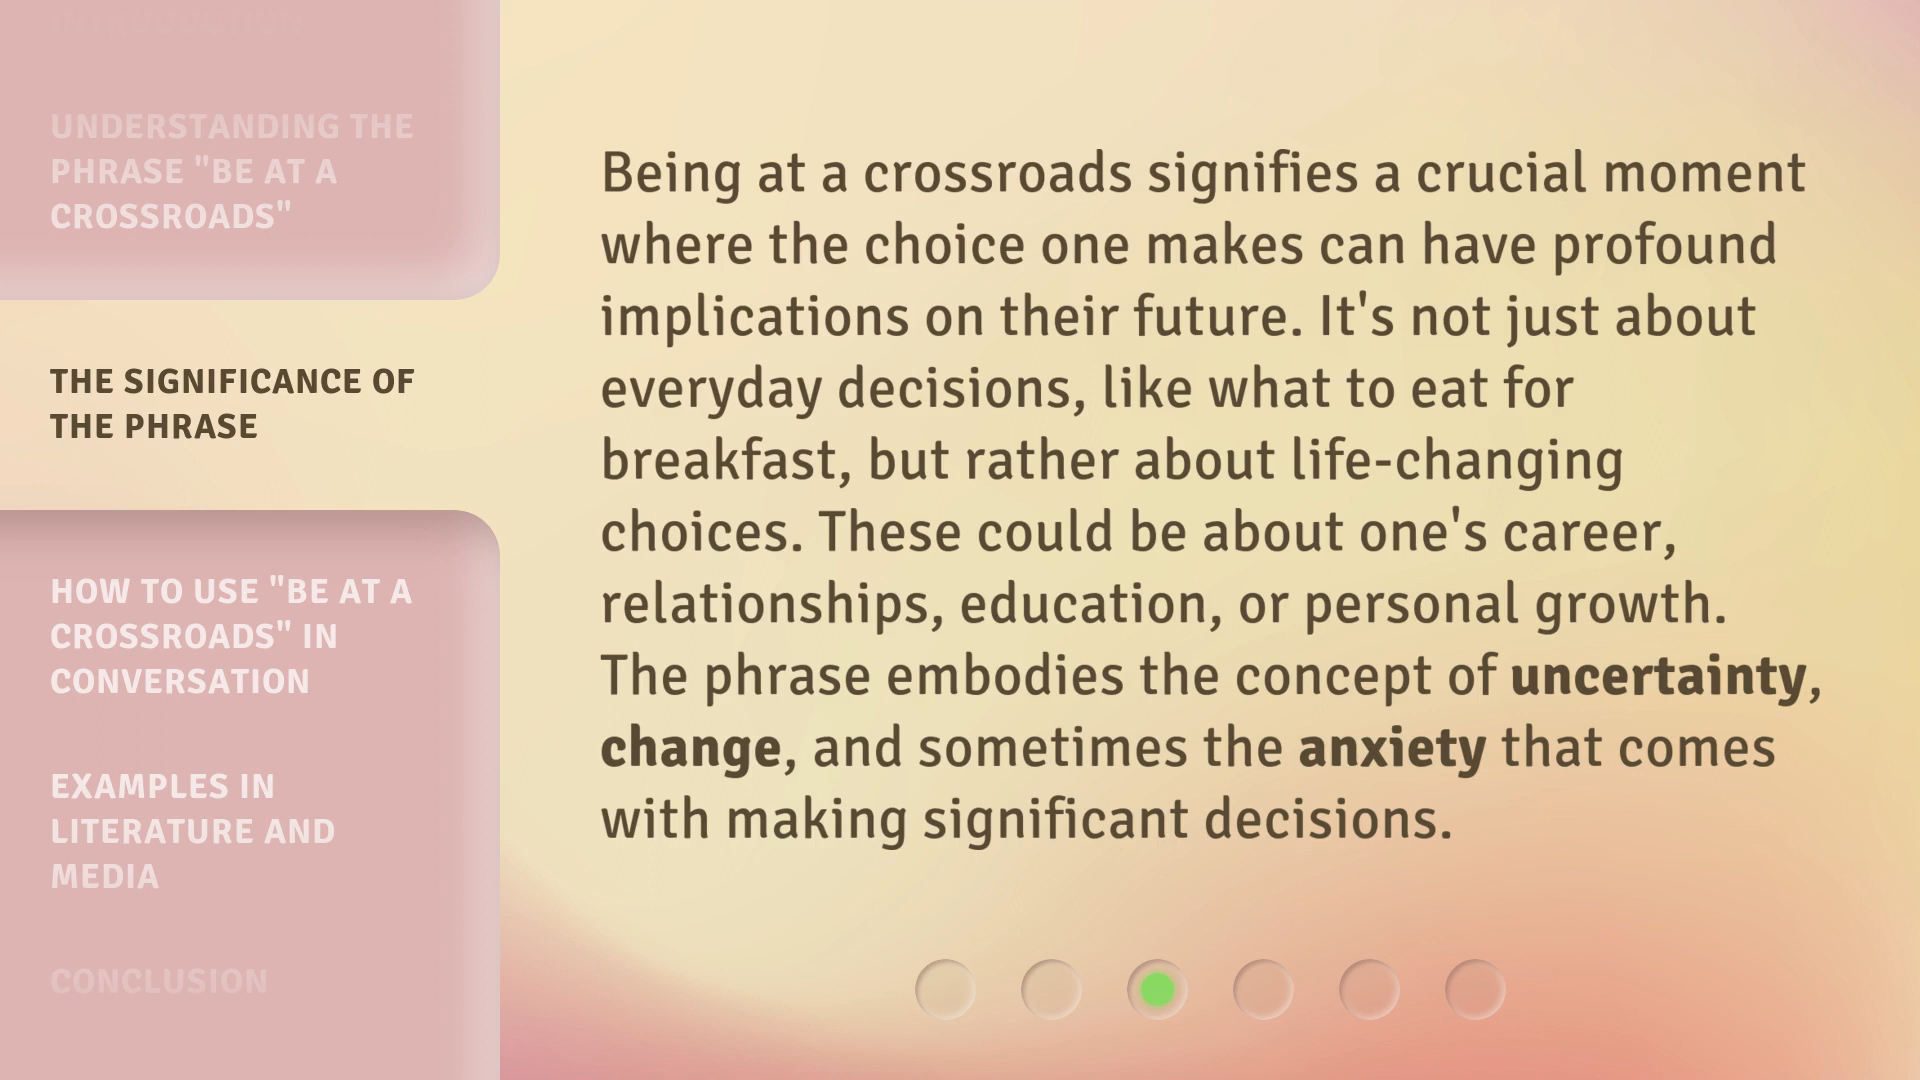 INTRODUCTION
UNDERSTANDING THE
PHRASE "BE AT A
CROSSROADS"
THE SIGNIFICANCE OF
THE PHRASE
HOW TO USE "BE AT A
CROSSROADS" IN
CONVERSATION
EXAMPLES IN
LITERATURE AND
MEDIA
CONCLUSION
Being at a crossroads signifies a crucial moment
where the choice one makes can have profound
implications on their future. It's not just about
everyday decisions, like what to eat for
breakfast, but rather about life-changing
choices. These could be about one's career,
relationships, education, or personal growth.
The phrase embodies the concept of uncertainty,
change, and sometimes the anxiety that comes
with making significant decisions.